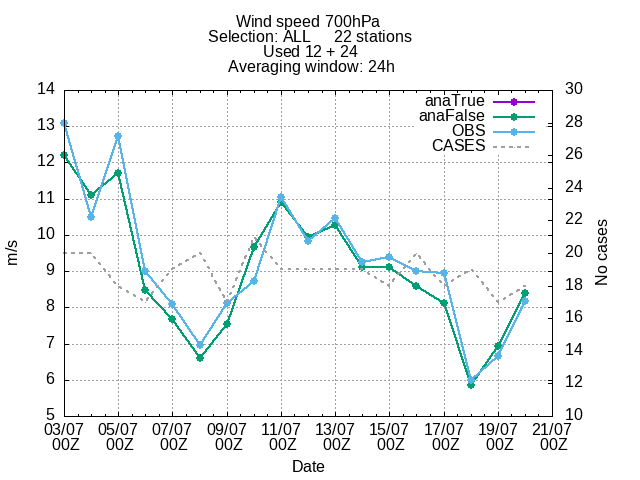 Wind speed 700hPa
Selection: ALL 22 stations
Used 12 + 24
Averaging window: 24h
14 30
13 28
12 26
11 24
10 22
9 20
8 18
7 16
6 14
5 12
10
anaTrue
anaFalse
OBS
CASES
m/s
No cases
03/07 05/07 07/07 09/07 11/07 13/07 15/07 17/07 19/07 21/07
00Z 00Z 00Z 00Z 00Z 00Z 00Z 00Z 00Z 00Z
Date